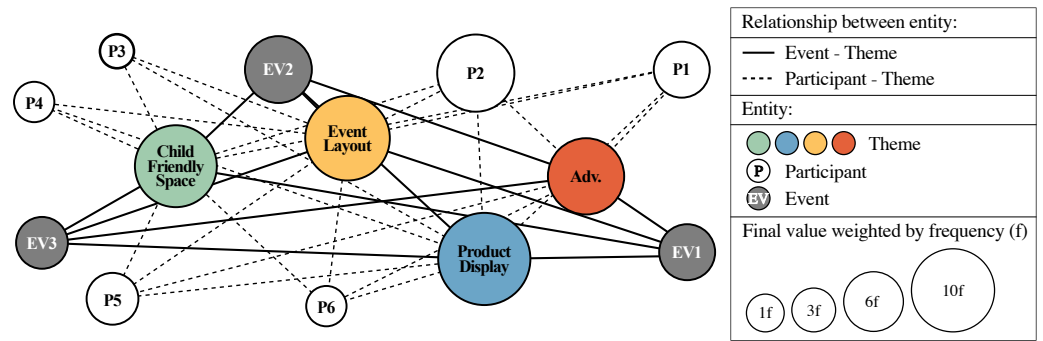 P3
EV2
P2
P1
P4
Event
Layout
Child
Friendly
Space
Adv.
EV3
Product
Display
EV1
P5
P6
Relationship between entity:
Event - Theme
Participant - Theme
Entity:
Theme
P Participant
EV Event
Final value weighted by frequency (f)
1f 3f 6f 10f